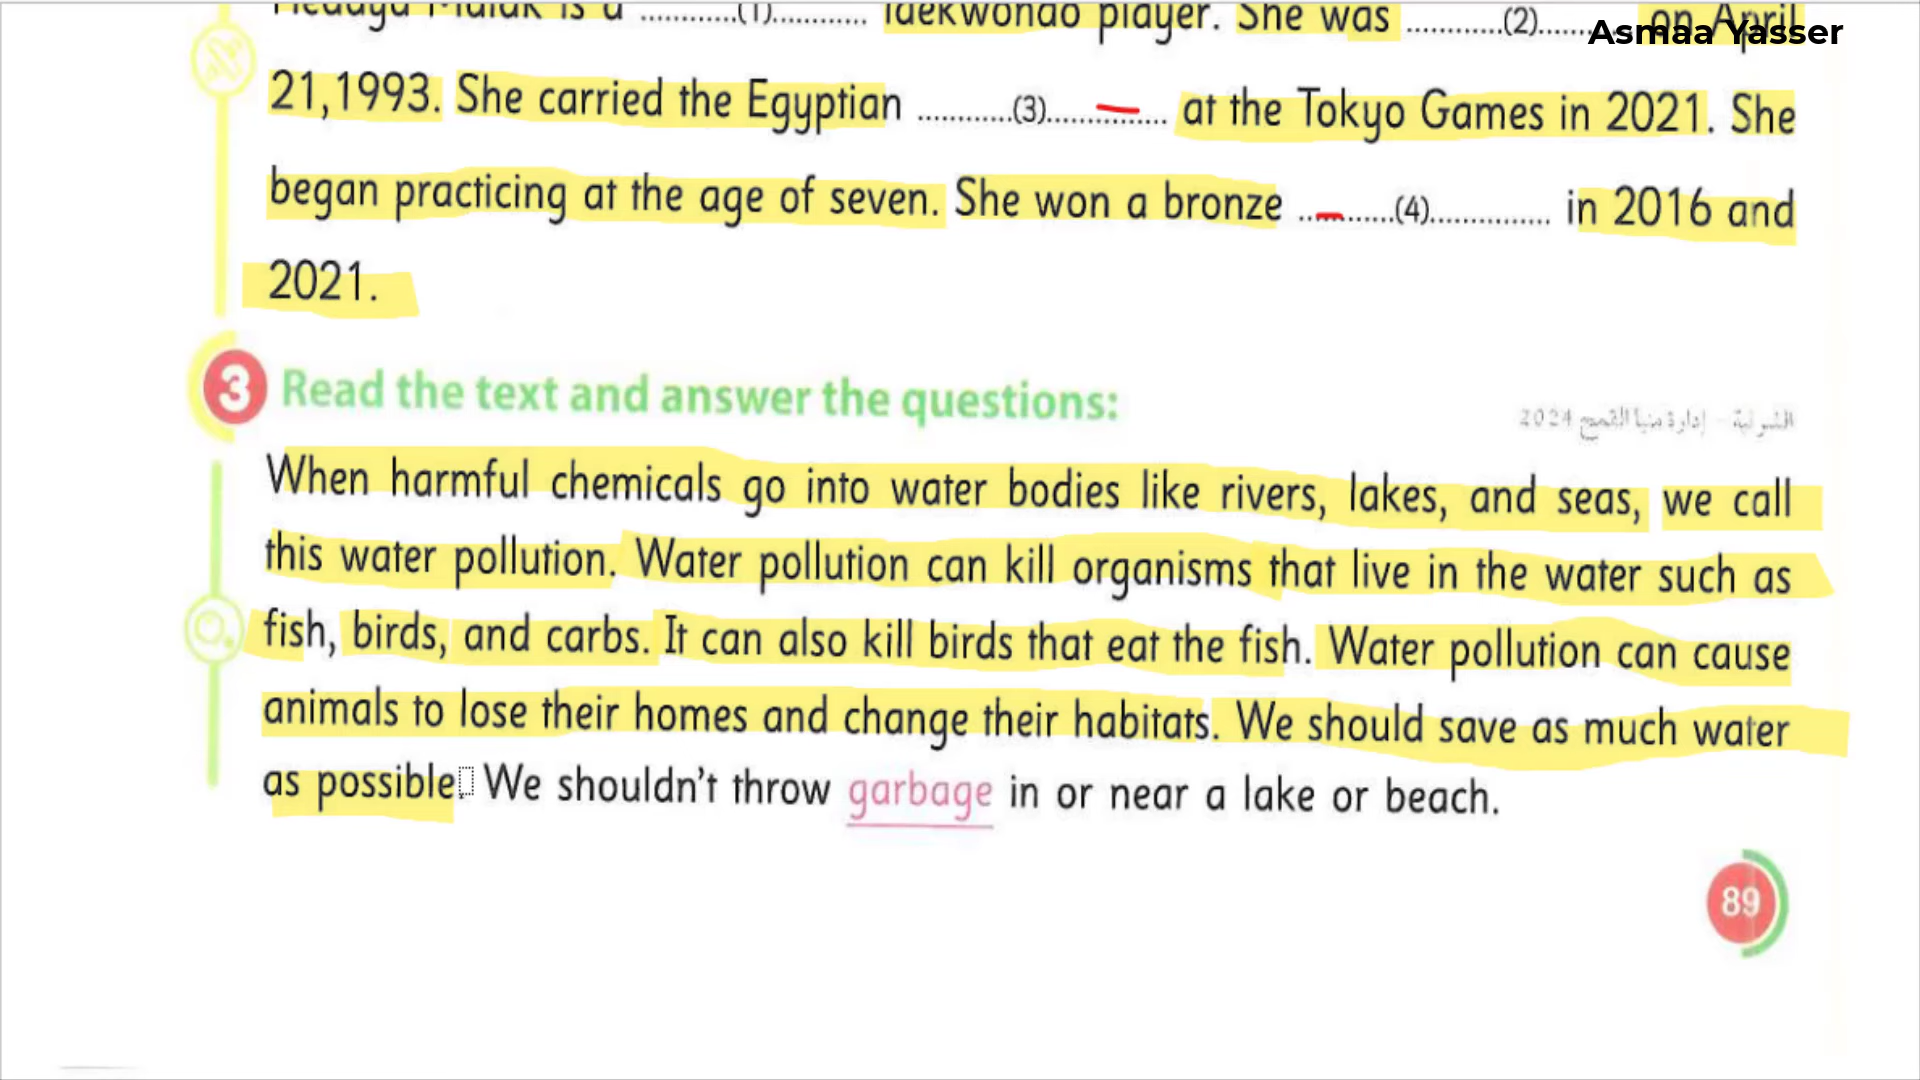 Hedaya Malak is a ............(1)............ Taekwondo player. She was ............(2)............ on April
Asmaa Yasser
21,1993. She carried the Egyptian ............(3)............... at the Tokyo Games in 2021. She
began practicing at the age of seven. She won a bronze ............(4)............... in 2016 and
2021.
3 Read the text and answer the questions:
الشرقية - إدارة منيا القمح 2024
When harmful chemicals go into water bodies like rivers, lakes, and seas, we call
this water pollution. Water pollution can kill organisms that live in the water such as
fish, birds, and carbs. It can also kill birds that eat the fish. Water pollution can cause
animals to lose their homes and change their habitats. We should save as much water
as possible. We shouldn't throw garbage in or near a lake or beach.
89